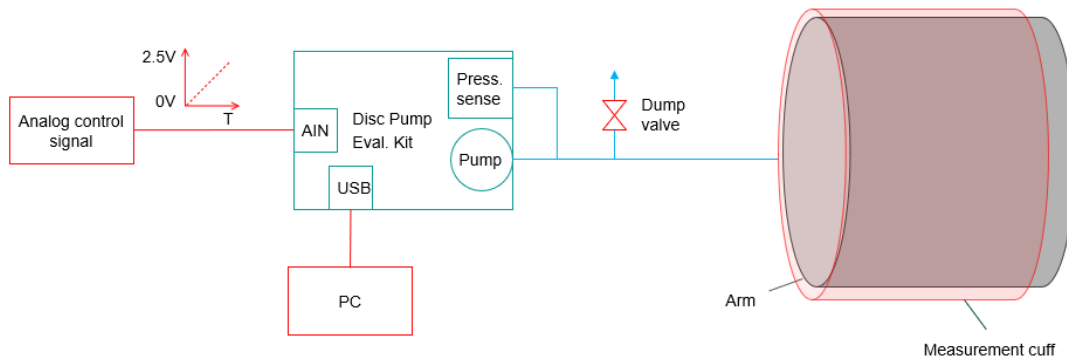 2.5V
0V
T
Analog control
signal
AIN
Disc Pump
Eval. Kit
Press.
sense
Pump
USB
PC
Dump
valve
Arm
Measurement cuff